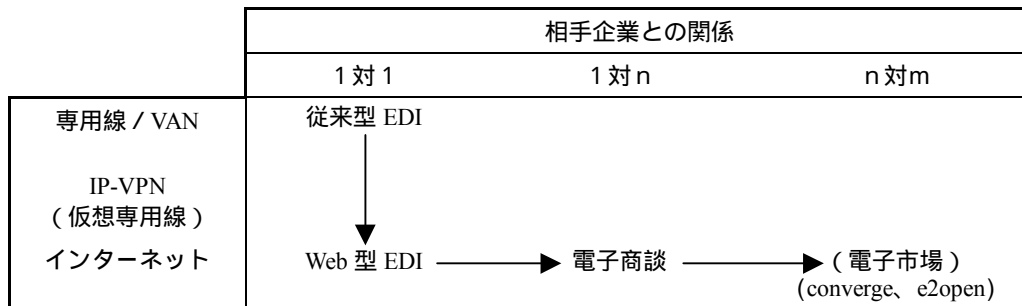 相手企業との関係
1対1 1対n n対m
専用線/VAN 従来型 EDI
IP-VPN
(仮想専用線)
インターネット Web 型 EDI 電子商談 (電子市場)
(converge、e2open)